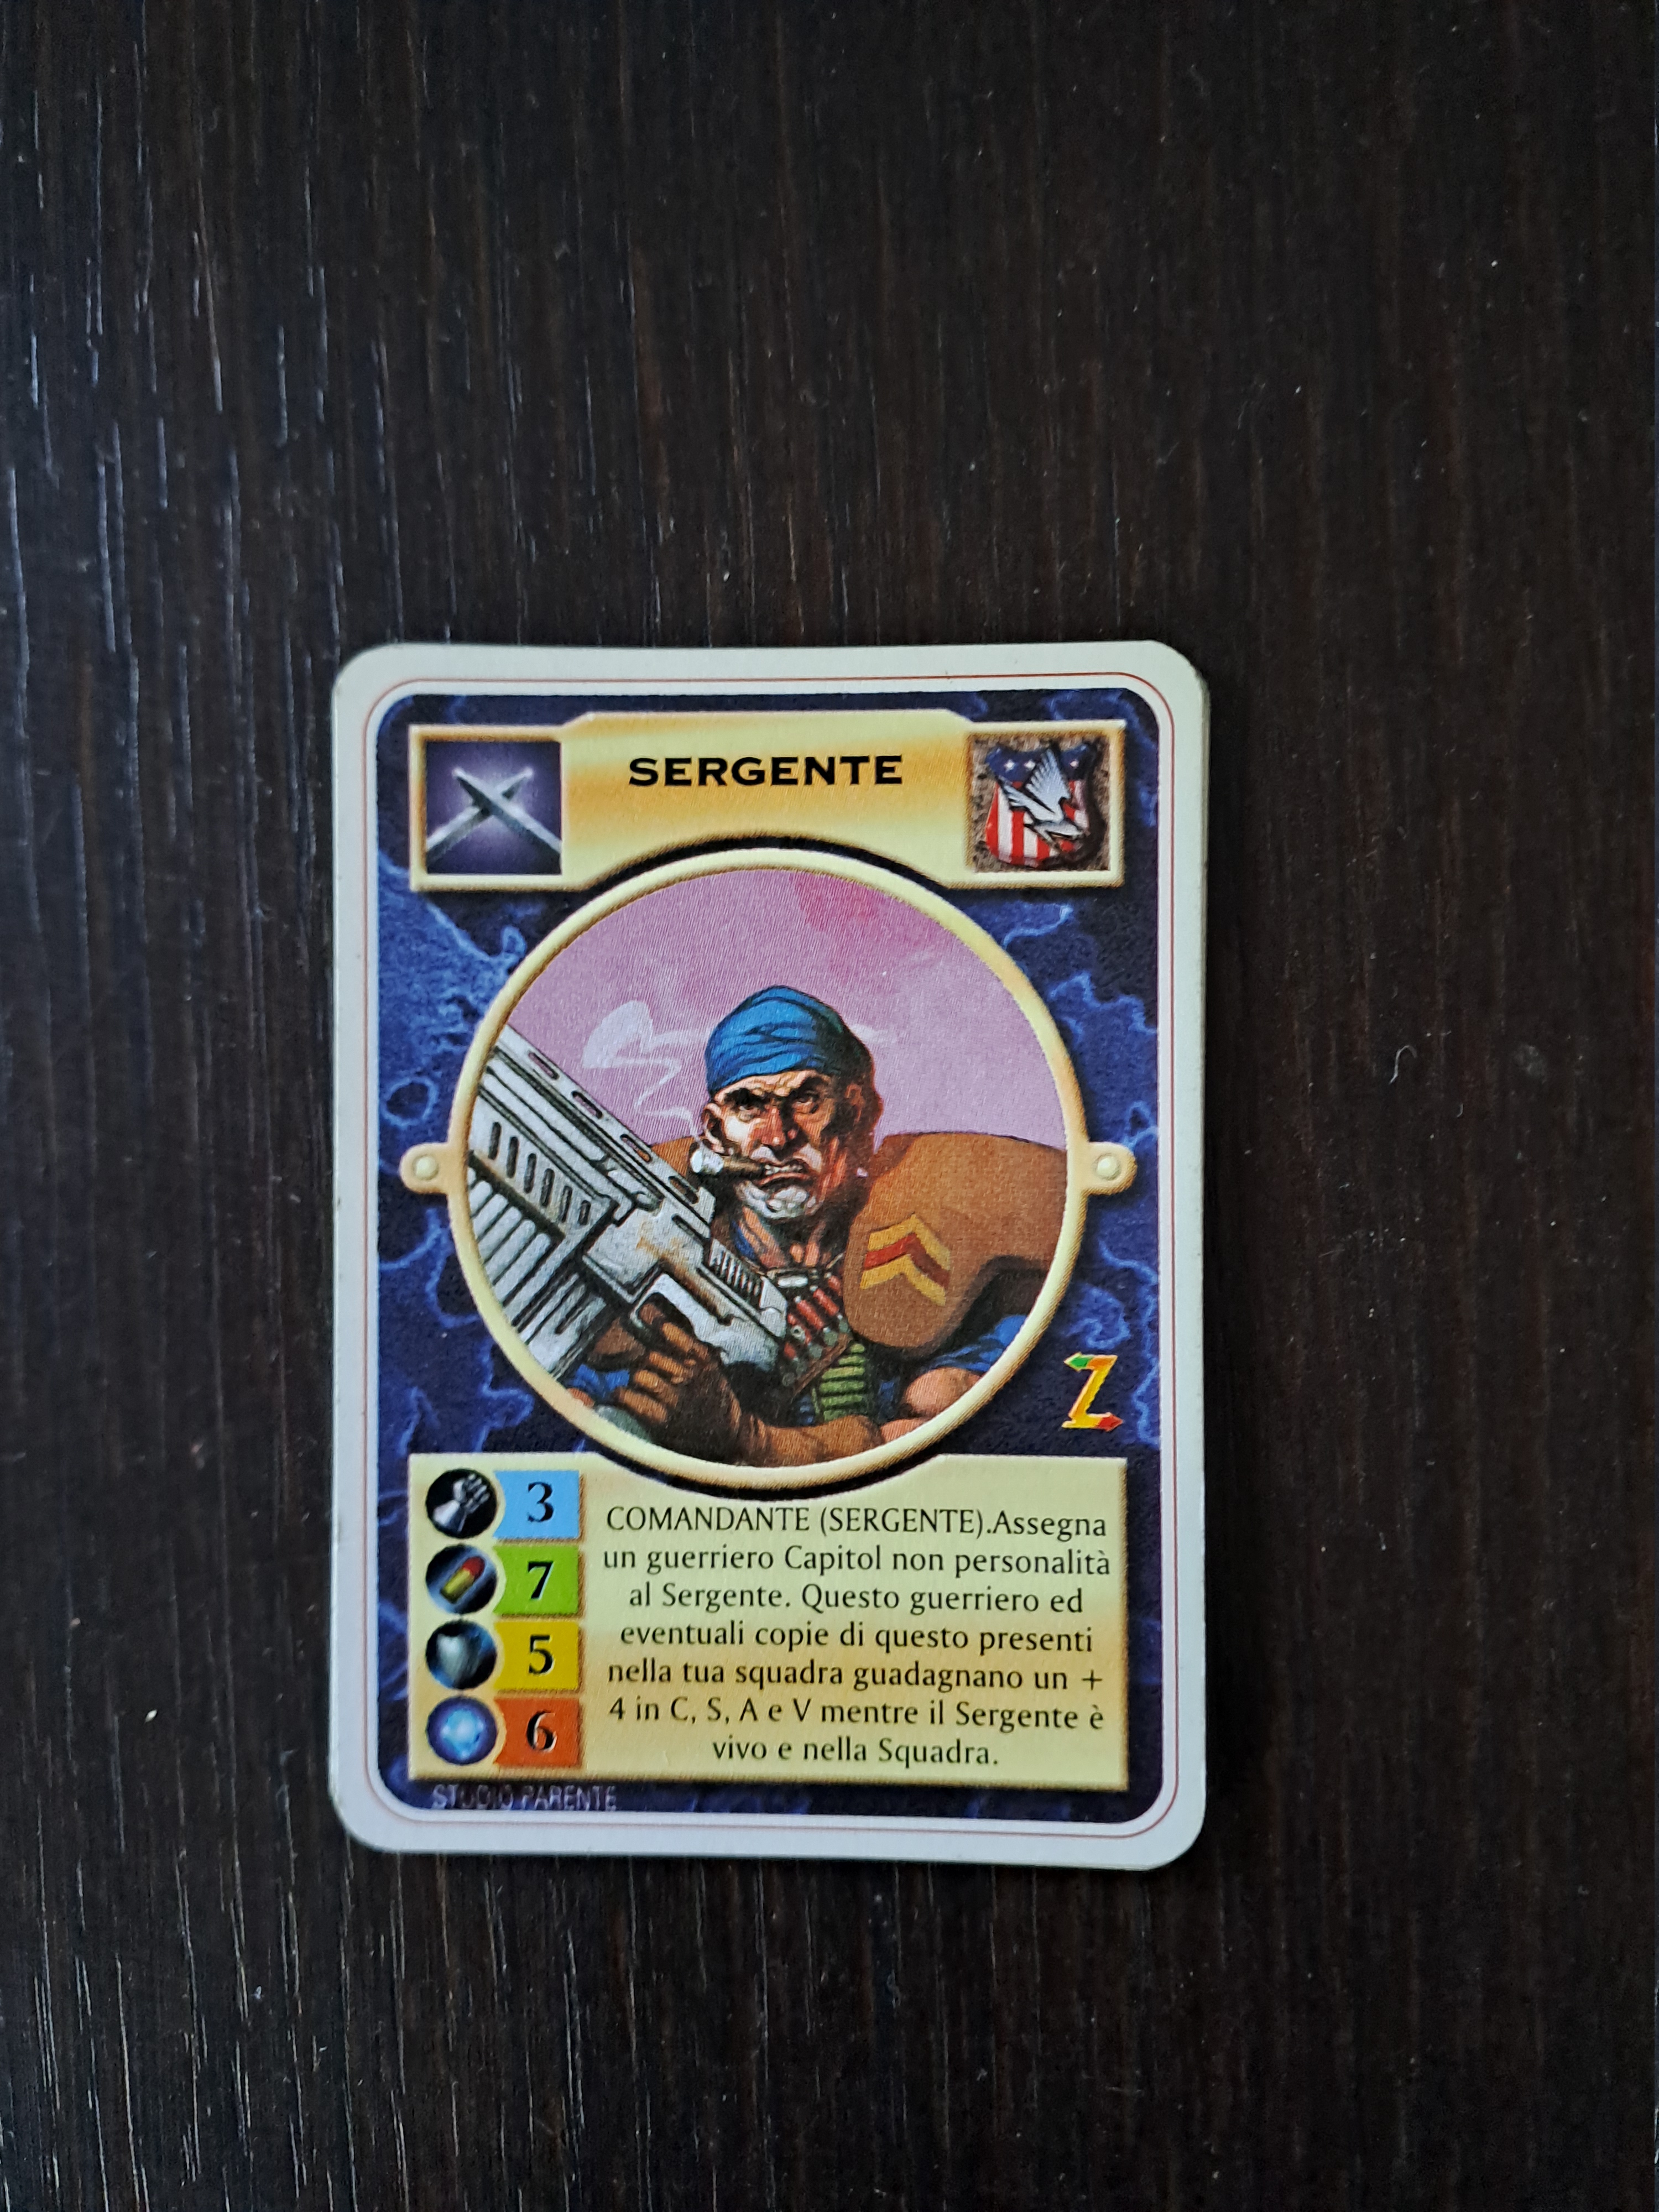 SERGENTE
Z
3
7
5
6
COMANDANTE (SERGENTE).Assegna
un guerriero Capitol non personalità
al Sergente. Questo guerriero ed
eventuali copie di questo presenti
nella tua squadra guadagnano un +
4 in C, S, A e V mentre il Sergente è
vivo e nella Squadra.
STUDIO PARENTE